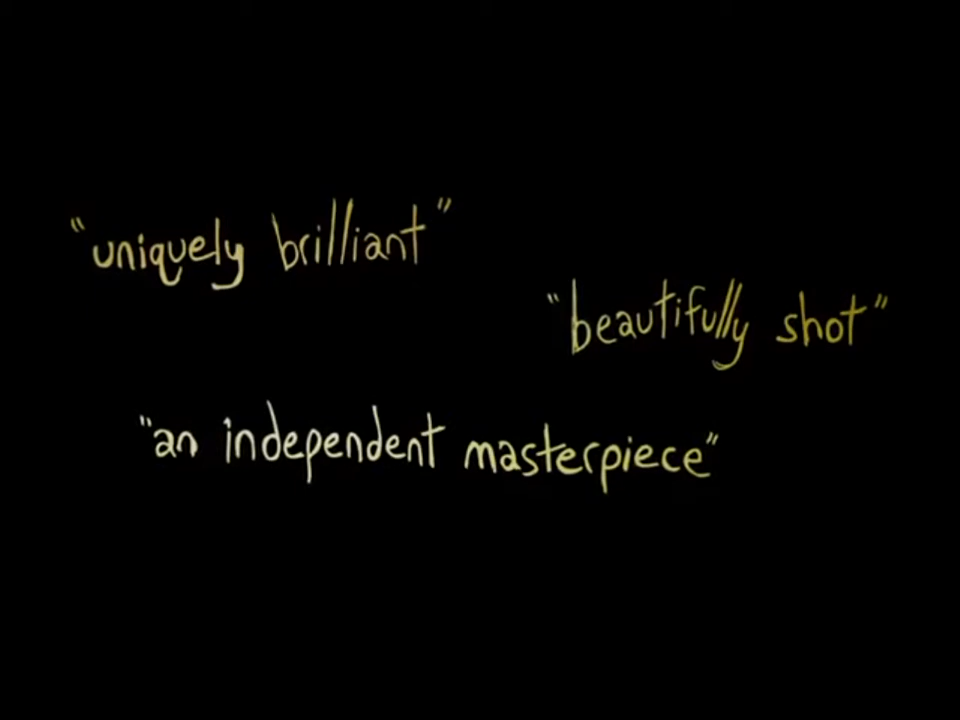 "uniquely brilliant"
"beautifully shot"
"an independent masterpiece"